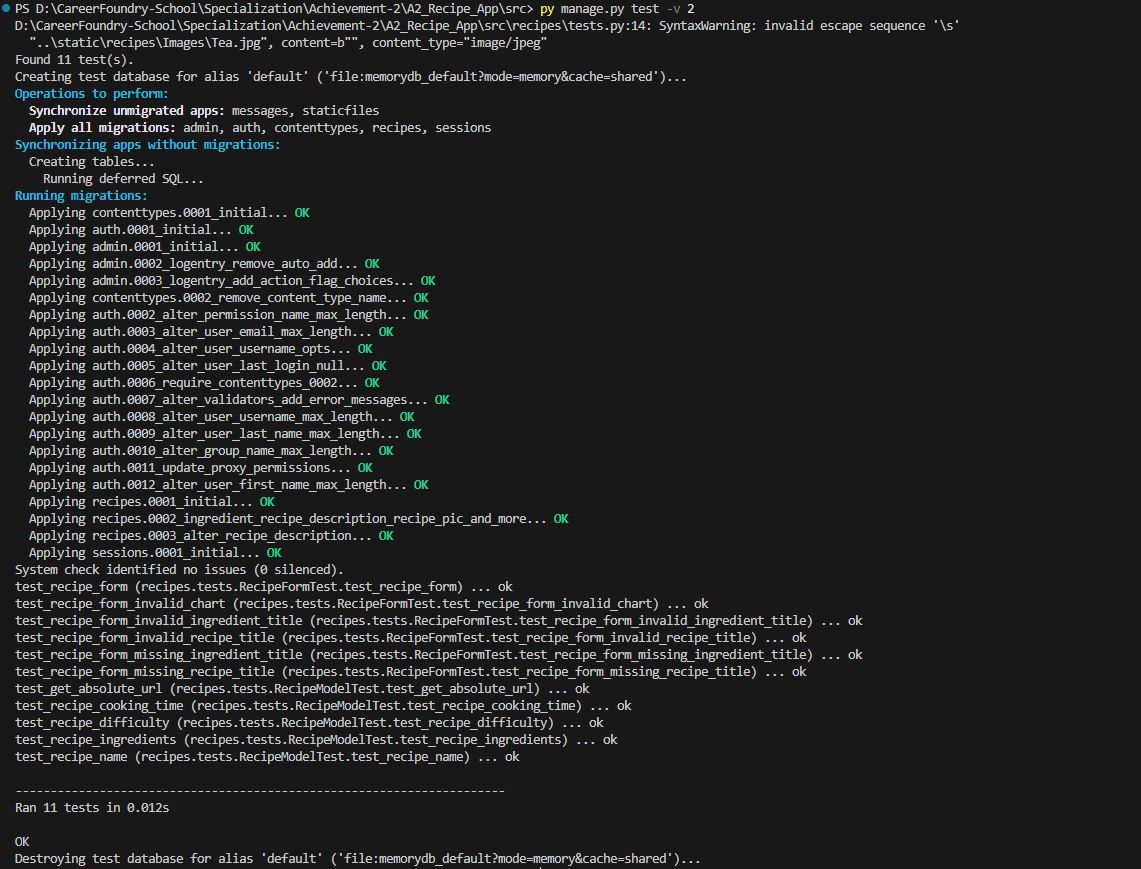 PS D:\CareerFoundry-School\Specialization\Achievement-2\A2_Recipe_App\src> py manage.py test -v 2
D:\CareerFoundry-School\Specialization\Achievement-2\A2_Recipe_App\src\recipes\tests.py:14: SyntaxWarning: invalid escape sequence '\s'
  "..\static\recipes\Images\Tea.jpg", content=b"", content_type="image/jpeg"
Found 11 test(s).
Creating test database for alias 'default' ('file:memorydb_default?mode=memory&cache=shared')...
Operations to perform:
  Synchronize unmigrated apps: messages, staticfiles
  Apply all migrations: admin, auth, contenttypes, recipes, sessions
Synchronizing apps without migrations:
  Creating tables...
    Running deferred SQL...
Running migrations:
  Applying contenttypes.0001_initial... OK
  Applying auth.0001_initial... OK
  Applying admin.0001_initial... OK
  Applying admin.0002_logentry_remove_auto_add... OK
  Applying admin.0003_logentry_add_action_flag_choices... OK
  Applying contenttypes.0002_remove_content_type_name... OK
  Applying auth.0002_alter_permission_name_max_length... OK
  Applying auth.0003_alter_user_email_max_length... OK
  Applying auth.0004_alter_user_username_opts... OK
  Applying auth.0005_alter_user_last_login_null... OK
  Applying auth.0006_require_contenttypes_0002... OK
  Applying auth.0007_alter_validators_add_error_messages... OK
  Applying auth.0008_alter_user_username_max_length... OK
  Applying auth.0009_alter_user_last_name_max_length... OK
  Applying auth.0010_alter_group_name_max_length... OK
  Applying auth.0011_update_proxy_permissions... OK
  Applying auth.0012_alter_user_first_name_max_length... OK
  Applying recipes.0001_initial... OK
  Applying recipes.0002_ingredient_recipe_description_recipe_pic_and_more... OK
  Applying recipes.0003_alter_recipe_description... OK
  Applying sessions.0001_initial... OK
System check identified no issues (0 silenced).
test_recipe_form (recipes.tests.RecipeFormTest.test_recipe_form) ... ok
test_recipe_form_invalid_chart (recipes.tests.RecipeFormTest.test_recipe_form_invalid_chart) ... ok
test_recipe_form_invalid_ingredient_title (recipes.tests.RecipeFormTest.test_recipe_form_invalid_ingredient_title) ... ok
test_recipe_form_invalid_recipe_title (recipes.tests.RecipeFormTest.test_recipe_form_invalid_recipe_title) ... ok
test_recipe_form_missing_ingredient_title (recipes.tests.RecipeFormTest.test_recipe_form_missing_ingredient_title) ... ok
test_recipe_form_missing_recipe_title (recipes.tests.RecipeFormTest.test_recipe_form_missing_recipe_title) ... ok
test_get_absolute_url (recipes.tests.RecipeModelTest.test_get_absolute_url) ... ok
test_recipe_cooking_time (recipes.tests.RecipeModelTest.test_recipe_cooking_time) ... ok
test_recipe_difficulty (recipes.tests.RecipeModelTest.test_recipe_difficulty) ... ok
test_recipe_ingredients (recipes.tests.RecipeModelTest.test_recipe_ingredients) ... ok
test_recipe_name (recipes.tests.RecipeModelTest.test_recipe_name) ... ok
----------------------------------------------------------------------
Ran 11 tests in 0.012s
OK
Destroying test database for alias 'default' ('file:memorydb_default?mode=memory&cache=shared')...